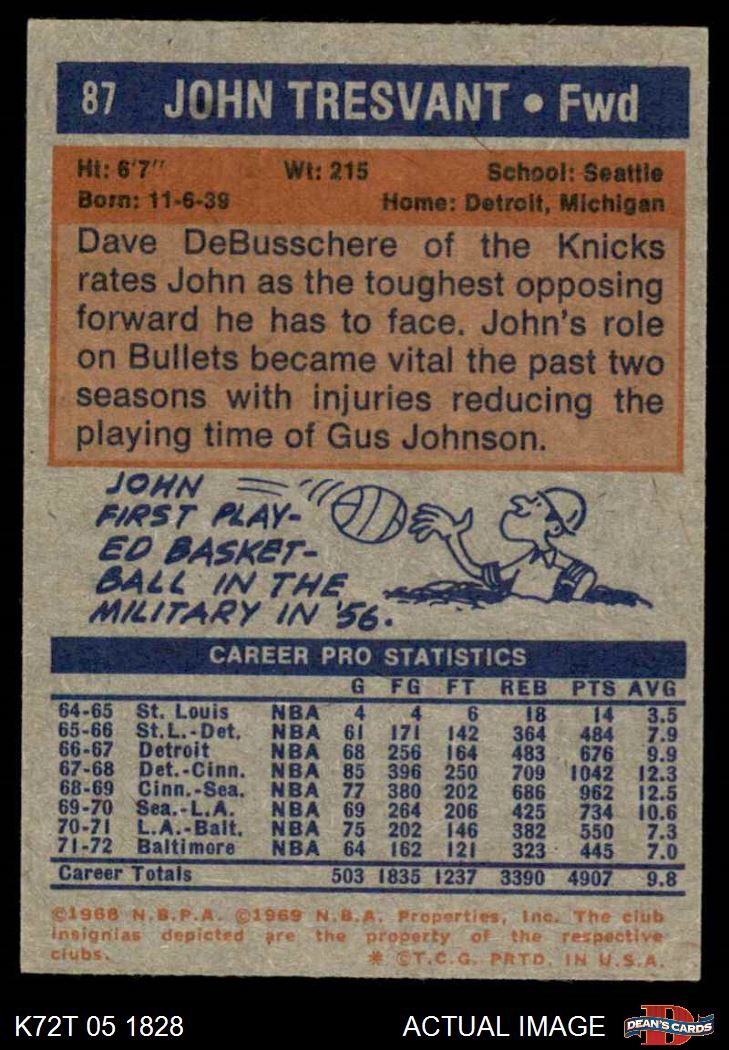 87 JOHN TRESVANT • Fwd
Ht: 6'7" Wt: 215 School: Seattle
Born: 11-6-39 Home: Detroit, Michigan
Dave DeBusschere of the Knicks
rates John as the toughest opposing
forward he has to face. John's role
on Bullets became vital the past two
seasons with injuries reducing the
playing time of Gus Johnson.
JOHN
FIRST PLAY-
ED BASKET-
BALL IN THE
MILITARY IN '56.
CAREER PRO STATISTICS
G FG FT REB PTS AVG
64-65 St. Louis NBA 4 4 6 18 14 3.5
65-66 St.L.-Det. NBA 61 171 142 364 484 7.9
66-67 Detroit NBA 68 256 164 483 676 9.9
67-68 Det.-Cinn. NBA 85 396 250 709 1042 12.3
68-69 Cinn.-Sea. NBA 77 380 202 686 962 12.5
69-70 Sea.-L.A. NBA 69 264 206 425 734 10.6
70-71 L.A.-Balt. NBA 75 202 146 382 550 7.3
71-72 Baltimore NBA 64 162 121 323 445 7.0
Career Totals 503 1835 1237 3390 4907 9.8
©1968 N.B.P.A. ©1969 N.B.A. Properties, Inc. The club
insignias depicted are the property of the respective
clubs. * ©T.C.G. PRTD. IN U.S.A.
K72T 05 1828 ACTUAL IMAGE D DEAN'S CARDS